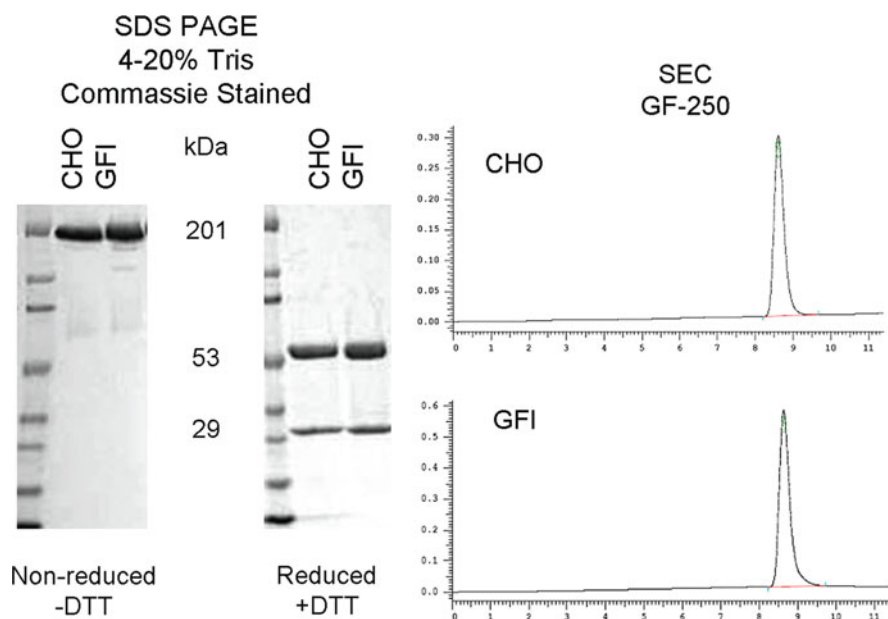 SDS PAGE
4-20% Tris
Commassie Stained
CHO
GFI
kDa
CHO
GFI
201
53
29
Non-reduced
-DTT
Reduced
+DTT
SEC
GF-250
CHO
0.30
0.25
0.20
0.15
0.10
0.05
0.00
0 1 2 3 4 5 6 7 8 9 10 11
GFI
0.6
0.5
0.4
0.3
0.2
0.1
0.0
0 1 2 3 4 5 6 7 8 9 10 11